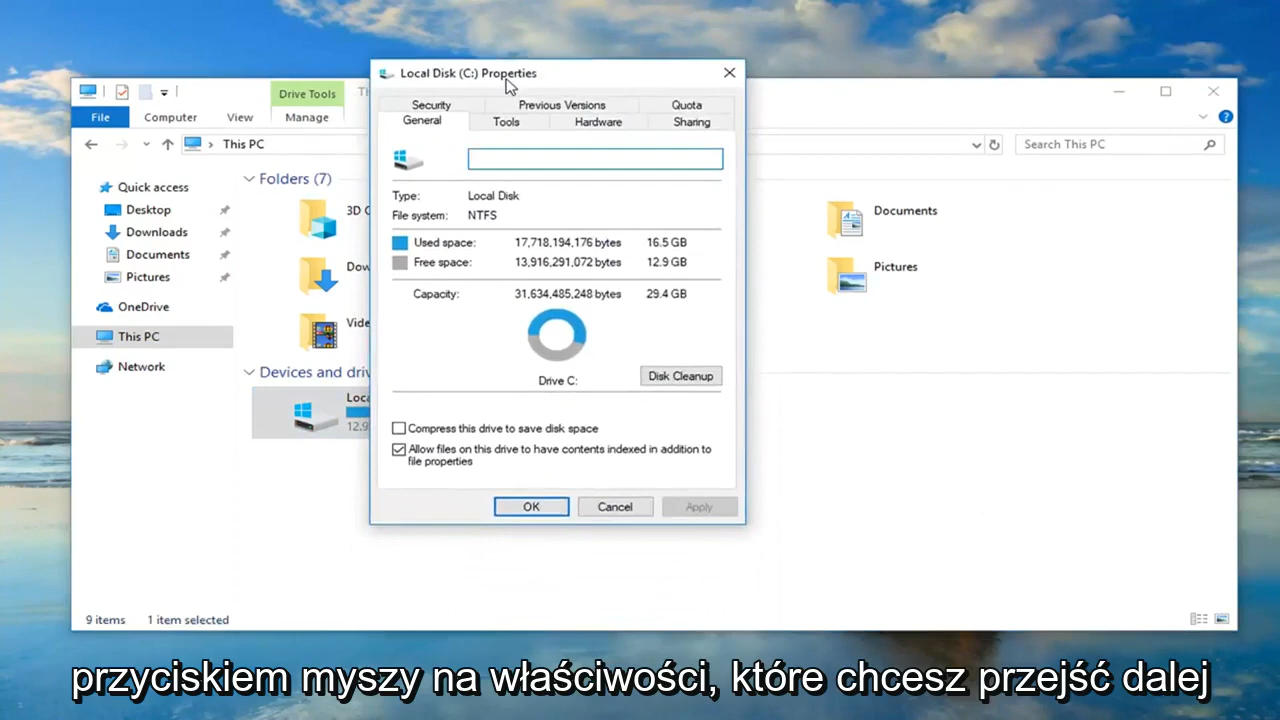 Local Disk (C:) Properties
Security Previous Versions Quota
General Tools Hardware Sharing
Type: Local Disk
File system: NTFS
Used space: 17,718,194,176 bytes 16.5 GB
Free space: 13,916,291,072 bytes 12.9 GB
Capacity: 31,634,485,248 bytes 29.4 GB
Drive C:
Disk Cleanup
Compress this drive to save disk space
Allow files on this drive to have contents indexed in addition to
file properties
OK Cancel Apply
Drive Tools
File Computer View Manage
This PC
Search This PC
Quick access
Desktop
Downloads
Documents
Pictures
OneDrive
This PC
Network
Folders (7)
Documents
Pictures
9 items 1 item selected
przyciskiem myszy na właściwości, które chcesz przejść dalej